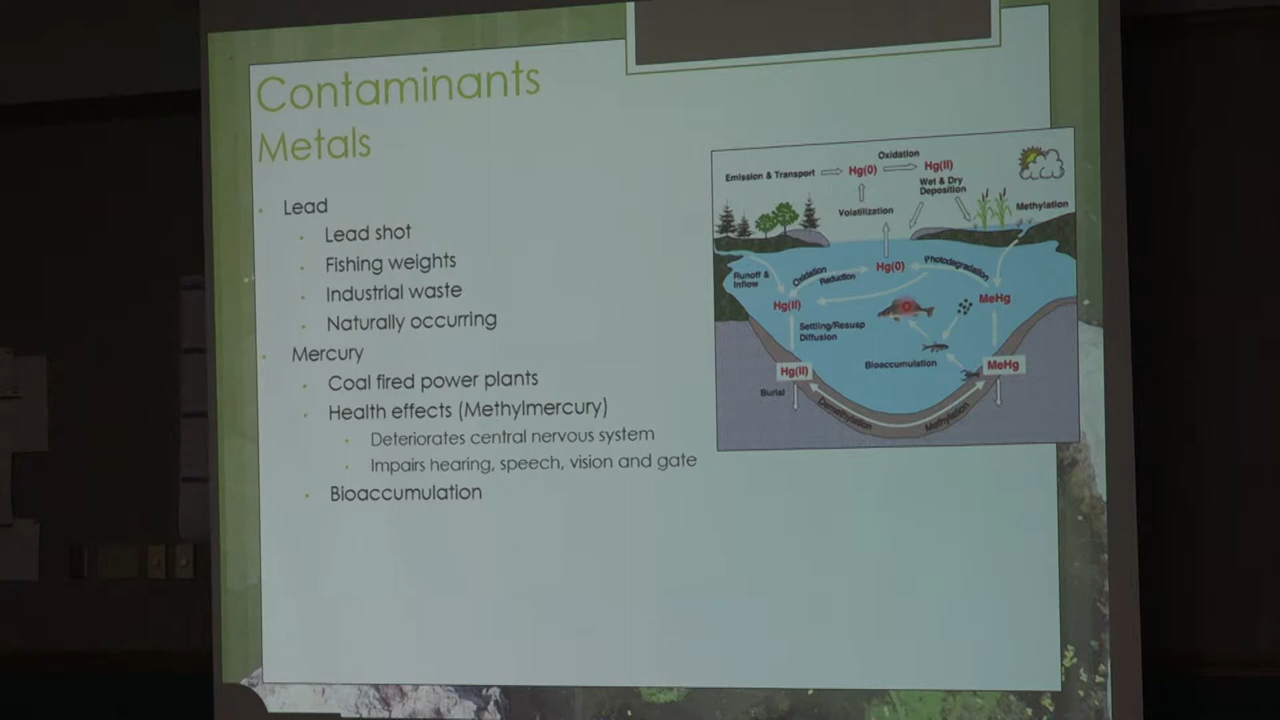 Contaminants
Metals
Lead
Lead shot
Fishing weights
Industrial waste
Naturally occurring
Mercury
Coal fired power plants
Health effects (Methylmercury)
Deteriorates central nervous system
Impairs hearing, speech, vision and gate
Bioaccumulation
Emission & Transport
Hg(0)
Oxidation
Hg(II)
Wet & Dry
Deposition
Volatilization
Methylation
Runoff &
Inflow
Oxidation
Reduction
Hg(0)
Photodegradation
Hg(II)
MeHg
Settling/Resusp
Diffusion
Bioaccumulation
Hg(II)
MeHg
Burial
Demethylation
Methylation